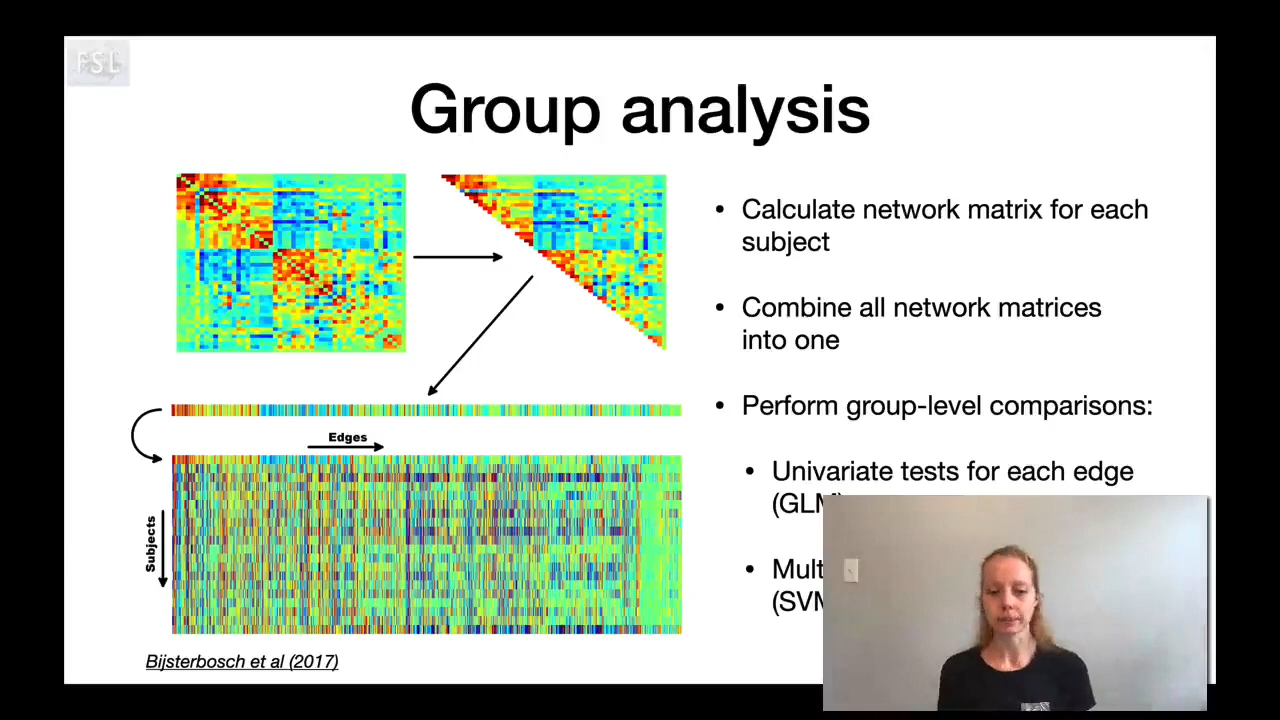 FSL
Group analysis
• Calculate network matrix for each
subject
• Combine all network matrices
into one
• Perform group-level comparisons:
• Univariate tests for each edge
(GLM)
• Mult
(SVM
Edges
Subjects
Bijsterbosch et al (2017)